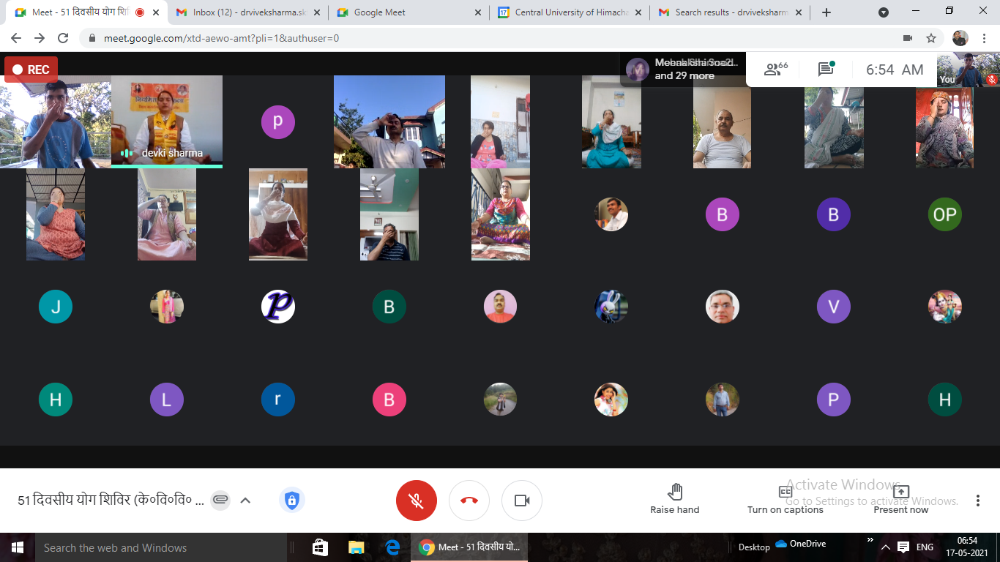 Meet - 51 दिवसीय योग शि
Inbox (12) - drviveksharma.sk
Google Meet
Central University of Himacha
Search results - drviveksharm
meet.google.com/xtd-aewo-amt?pli=1&authuser=0
REC
and 29 more
66
6:54 AM
You
devki sharma
p
B
B
OP
J
P
B
V
H
L
r
B
P
H
51 दिवसीय योग शिविर (के०वि०वि० ...
Raise hand
Turn on captions
Present now
Activate Windows
Go to Settings to activate Windows.
Search the web and Windows
Meet - 51 दिवसीय यो...
Desktop
OneDrive
ENG
06:54
17-05-2021